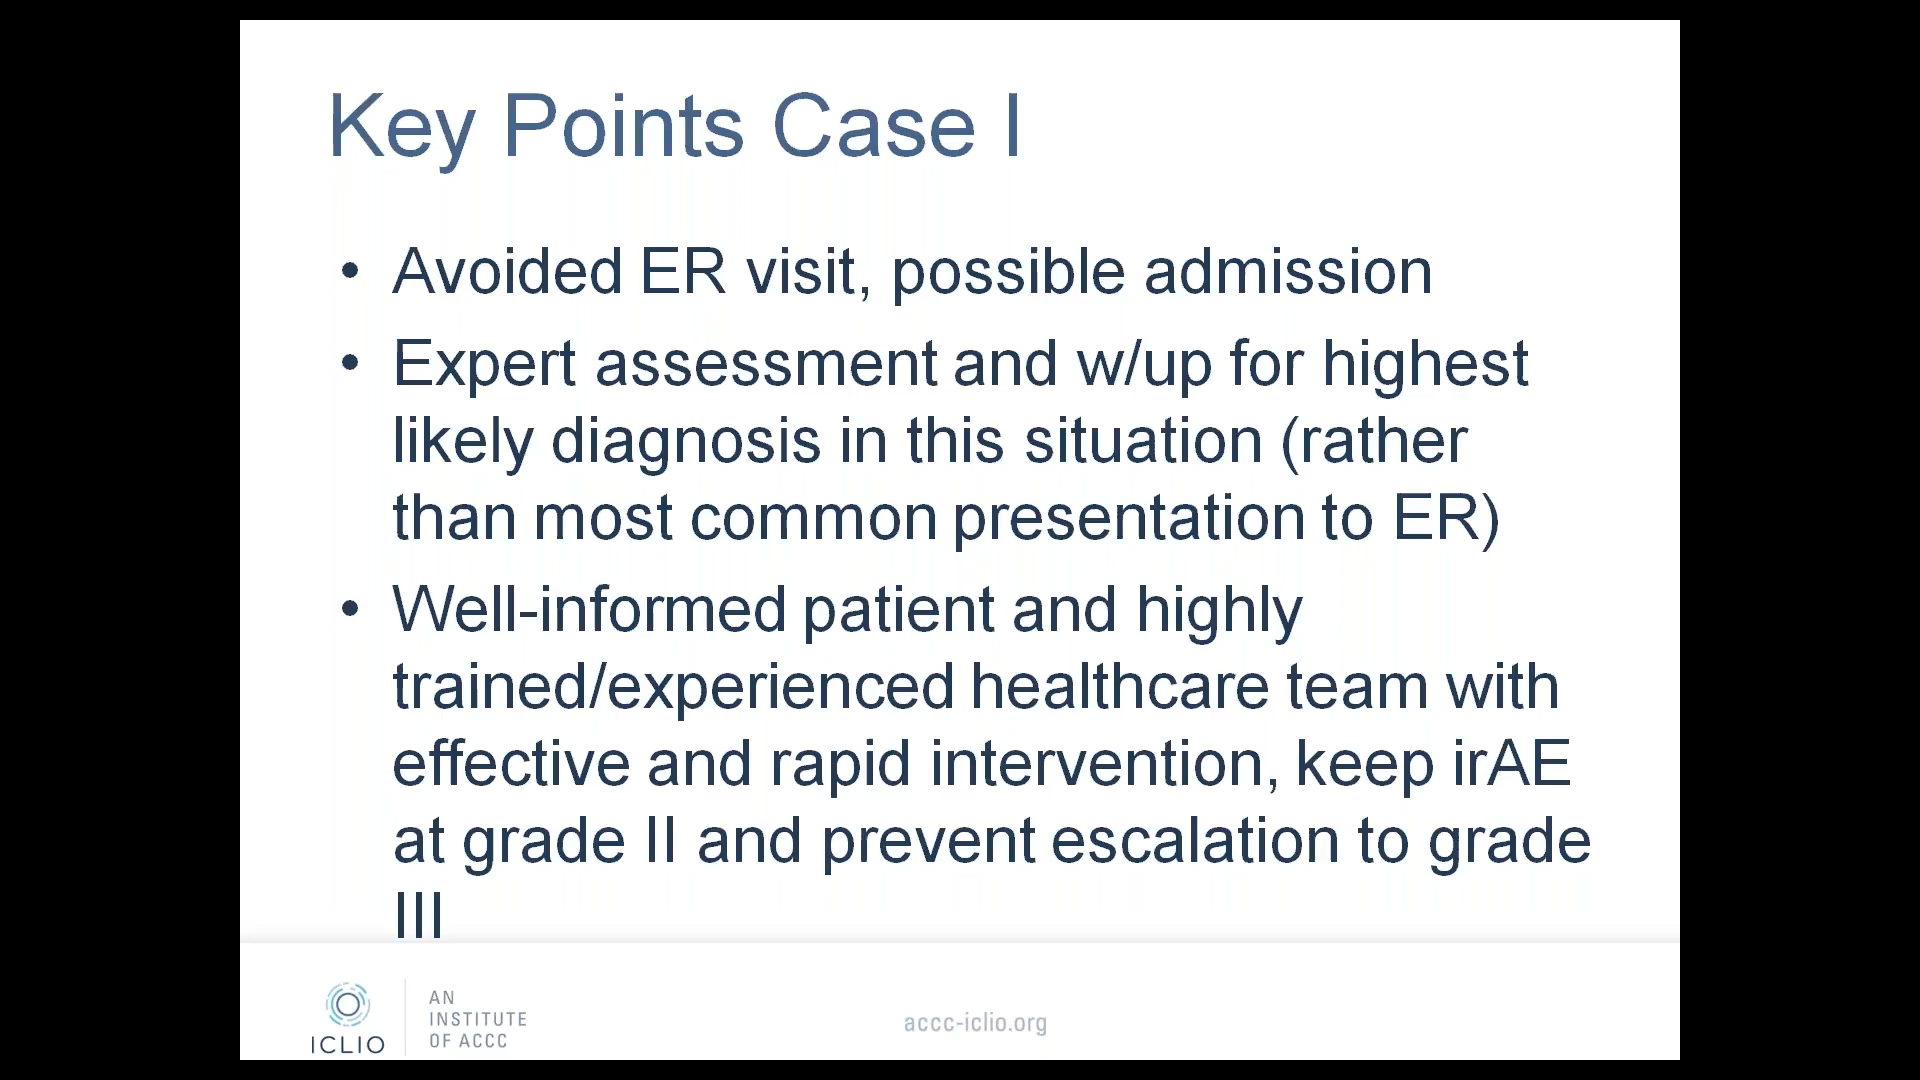 Key Points Case I
• Avoided ER visit, possible admission
• Expert assessment and w/up for highest
likely diagnosis in this situation (rather
than most common presentation to ER)
• Well-informed patient and highly
trained/experienced healthcare team with
effective and rapid intervention, keep irAE
at grade II and prevent escalation to grade
III
ICLIO
AN
INSTITUTE
OF ACCC
accc-iclio.org